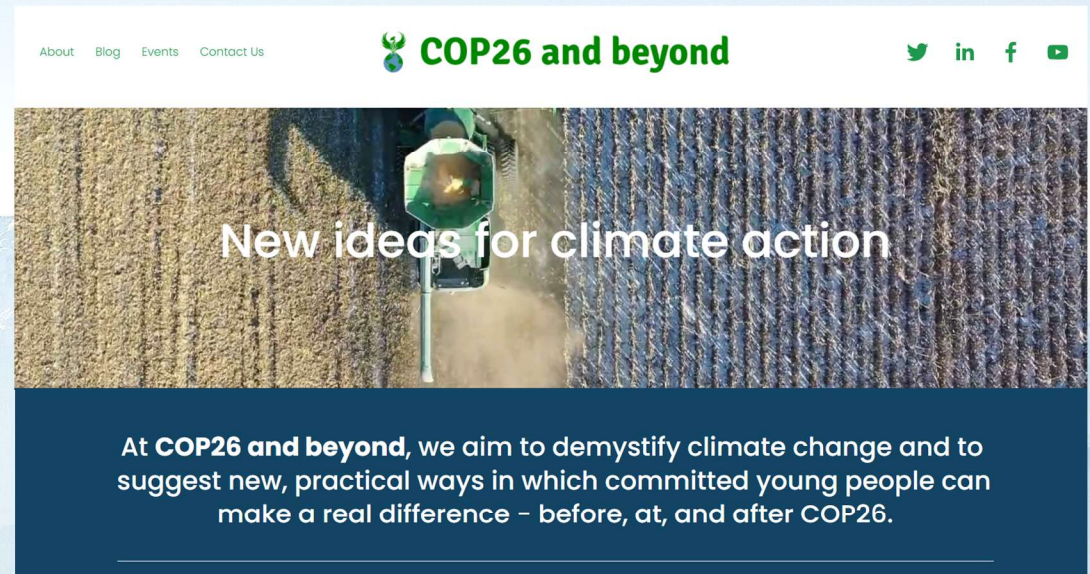 About Blog Events Contact Us
COP26 and beyond
New ideas for climate action
At COP26 and beyond, we aim to demystify climate change and to
suggest new, practical ways in which committed young people can
make a real difference - before, at, and after COP26.